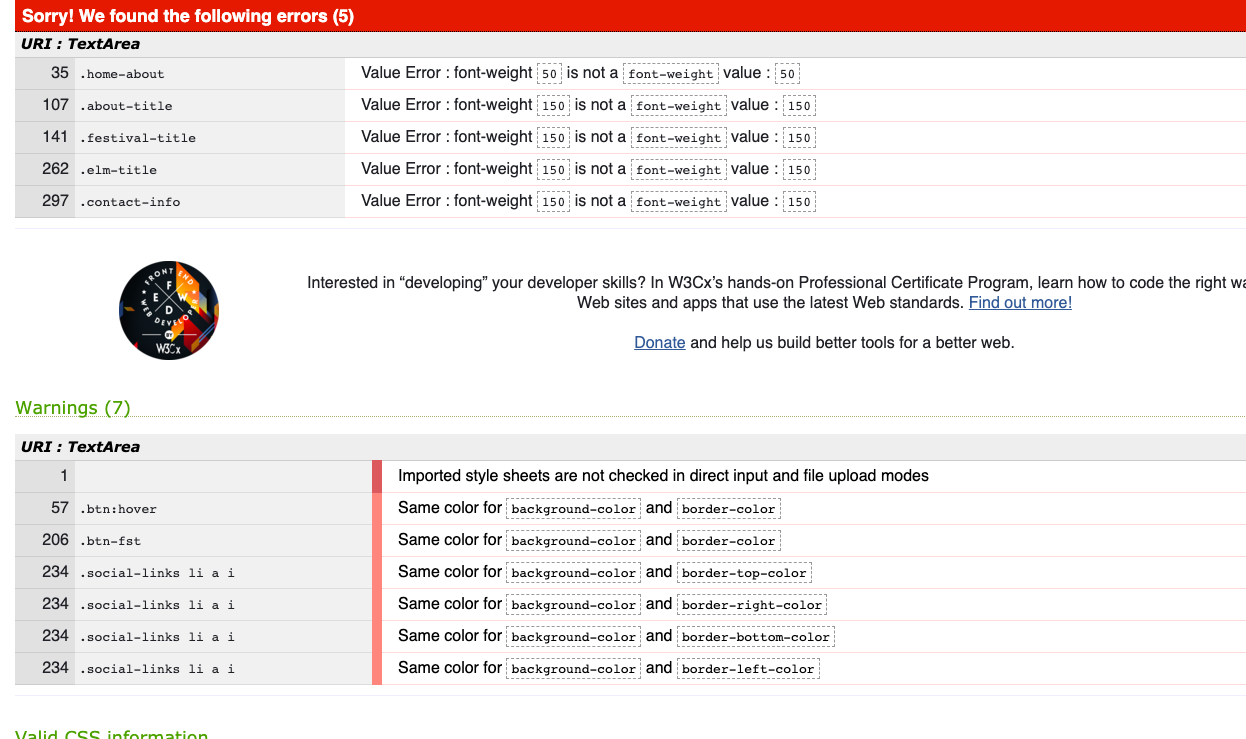 Sorry! We found the following errors (5)
URI : TextArea
35 .home-about Value Error : font-weight 50 is not a font-weight value : 50
107 .about-title Value Error : font-weight 150 is not a font-weight value : 150
141 .festival-title Value Error : font-weight 150 is not a font-weight value : 150
262 .elm-title Value Error : font-weight 150 is not a font-weight value : 150
297 .contact-info Value Error : font-weight 150 is not a font-weight value : 150
FRONT END
F
E W
D
WEB DEVELOPER
W3Cx
Interested in “developing” your developer skills? In W3Cx’s hands-on Professional Certificate Program, learn how to code the right
Web sites and apps that use the latest Web standards. Find out more!
Donate and help us build better tools for a better web.
Warnings (7)
URI : TextArea
1 Imported style sheets are not checked in direct input and file upload modes
57 .btn:hover Same color for background-color and border-color
206 .btn-fst Same color for background-color and border-color
234 .social-links li a i Same color for background-color and border-top-color
234 .social-links li a i Same color for background-color and border-right-color
234 .social-links li a i Same color for background-color and border-bottom-color
234 .social-links li a i Same color for background-color and border-left-color
Valid CSS information